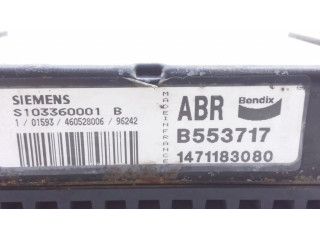 SIEMENS
S103360001 B
1 / 01593 / 460528006 / 96242
MADE IN FRANCE
ABR Bendix
B553717
1471183080